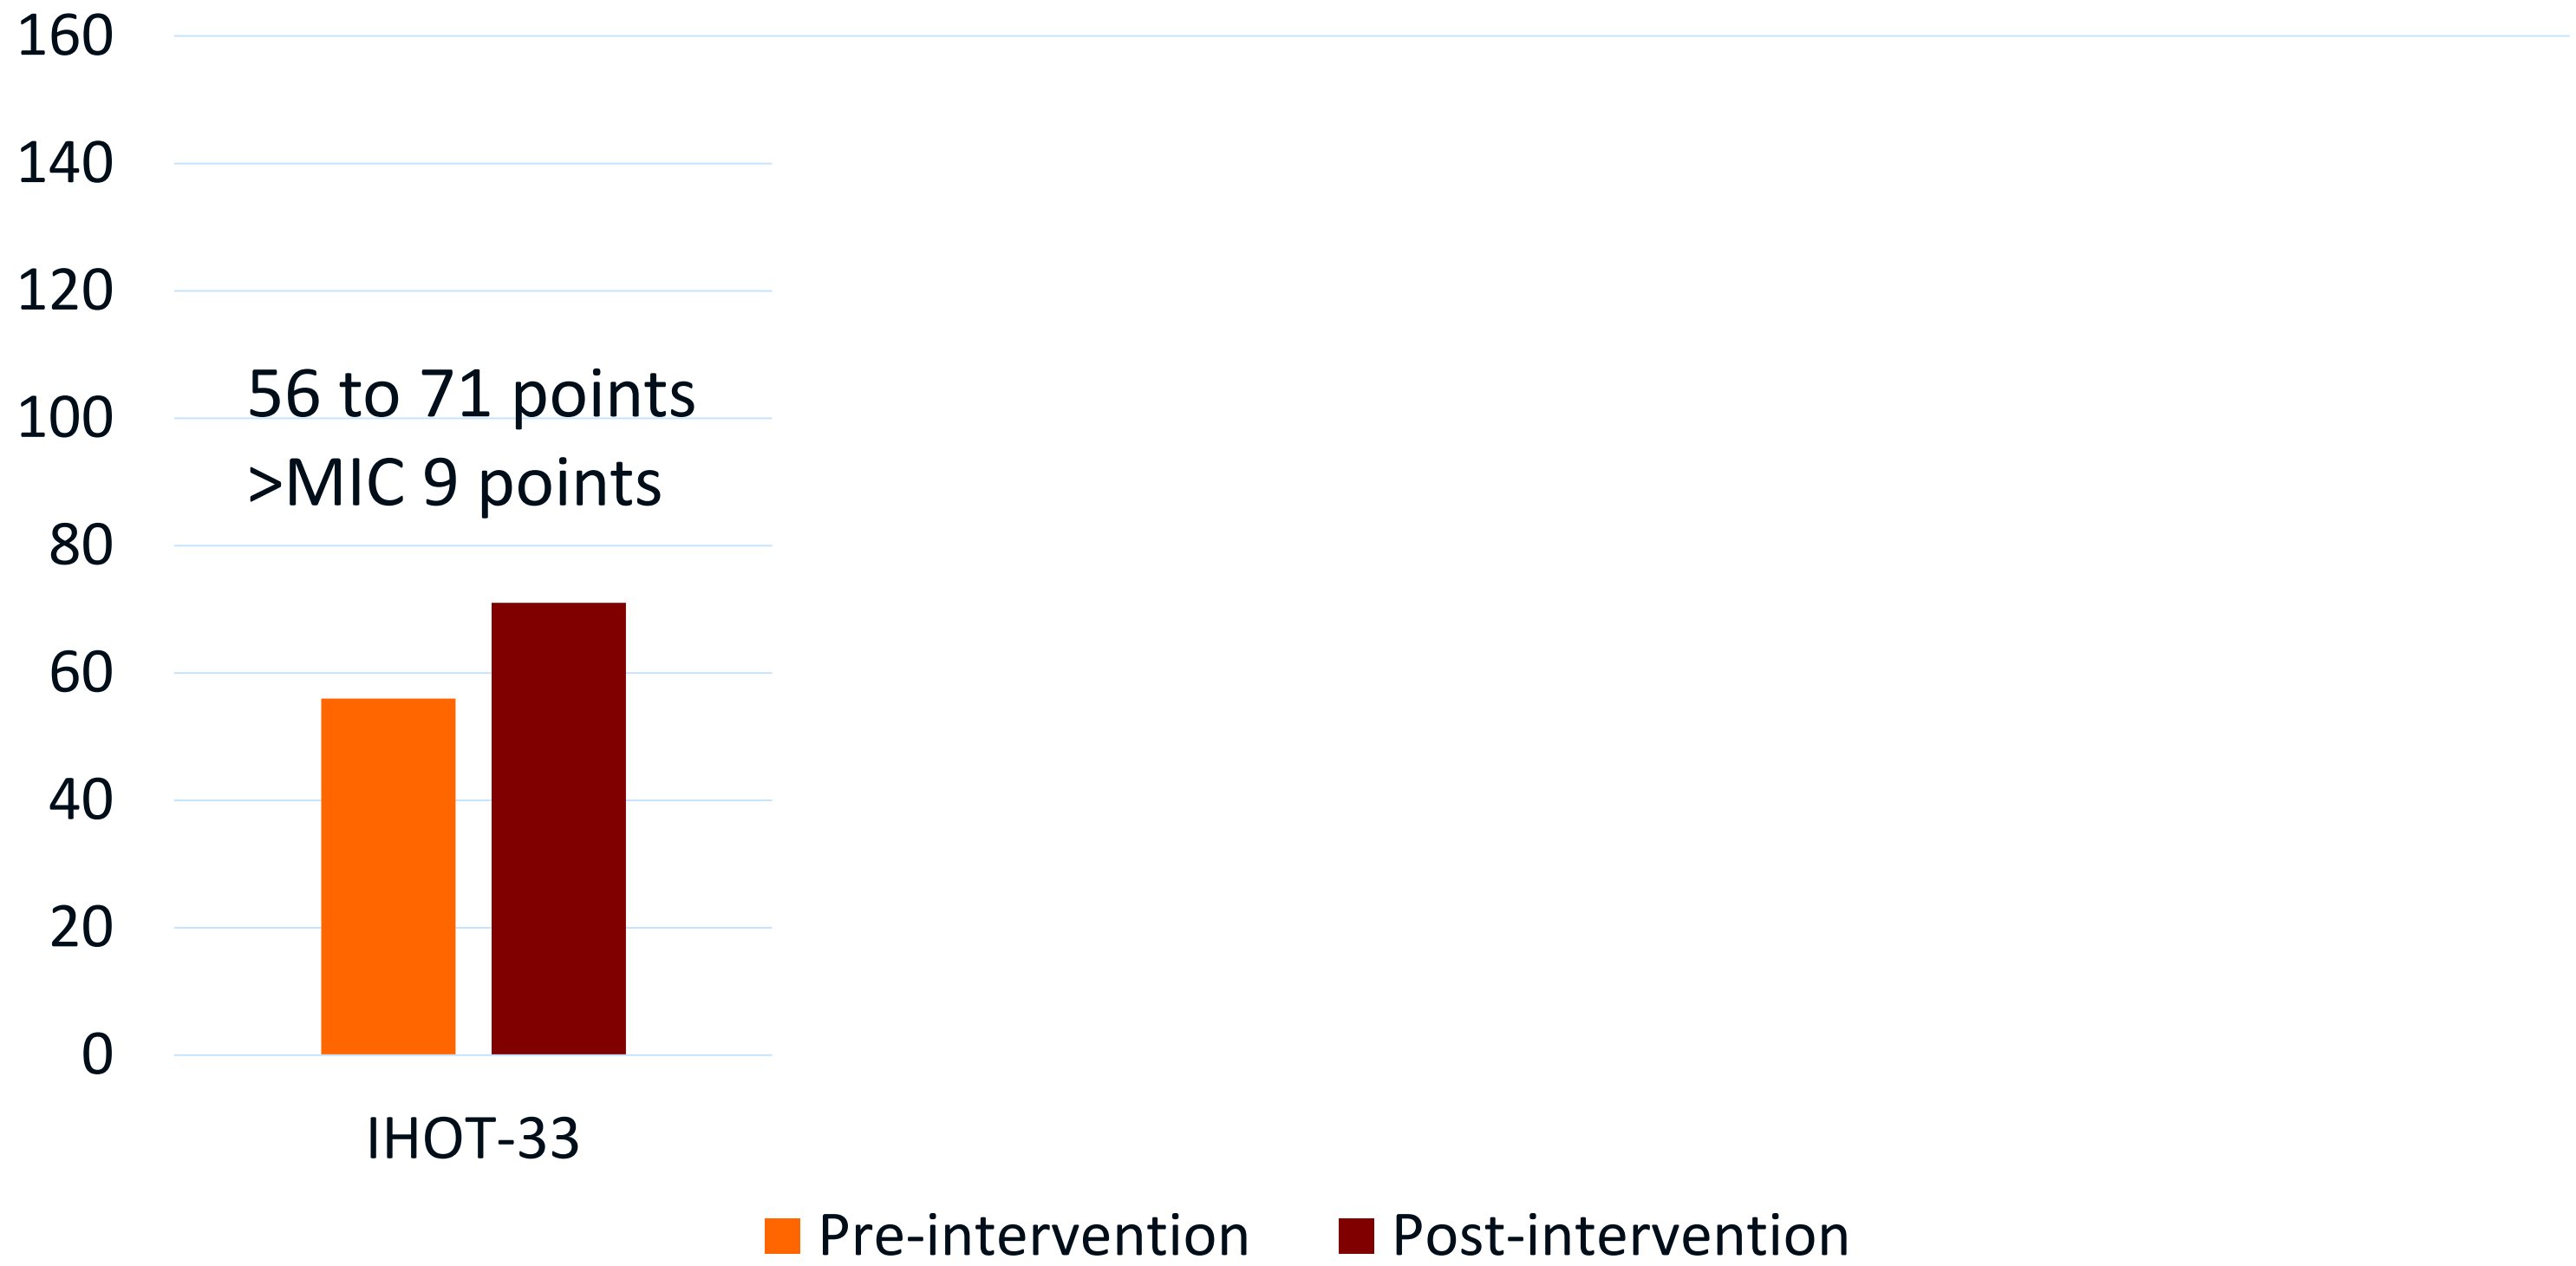 160
140
120
56 to 71 points
100
>MIC 9 points
80
60
40
20
0
IHOT-33
Pre-intervention Post-intervention